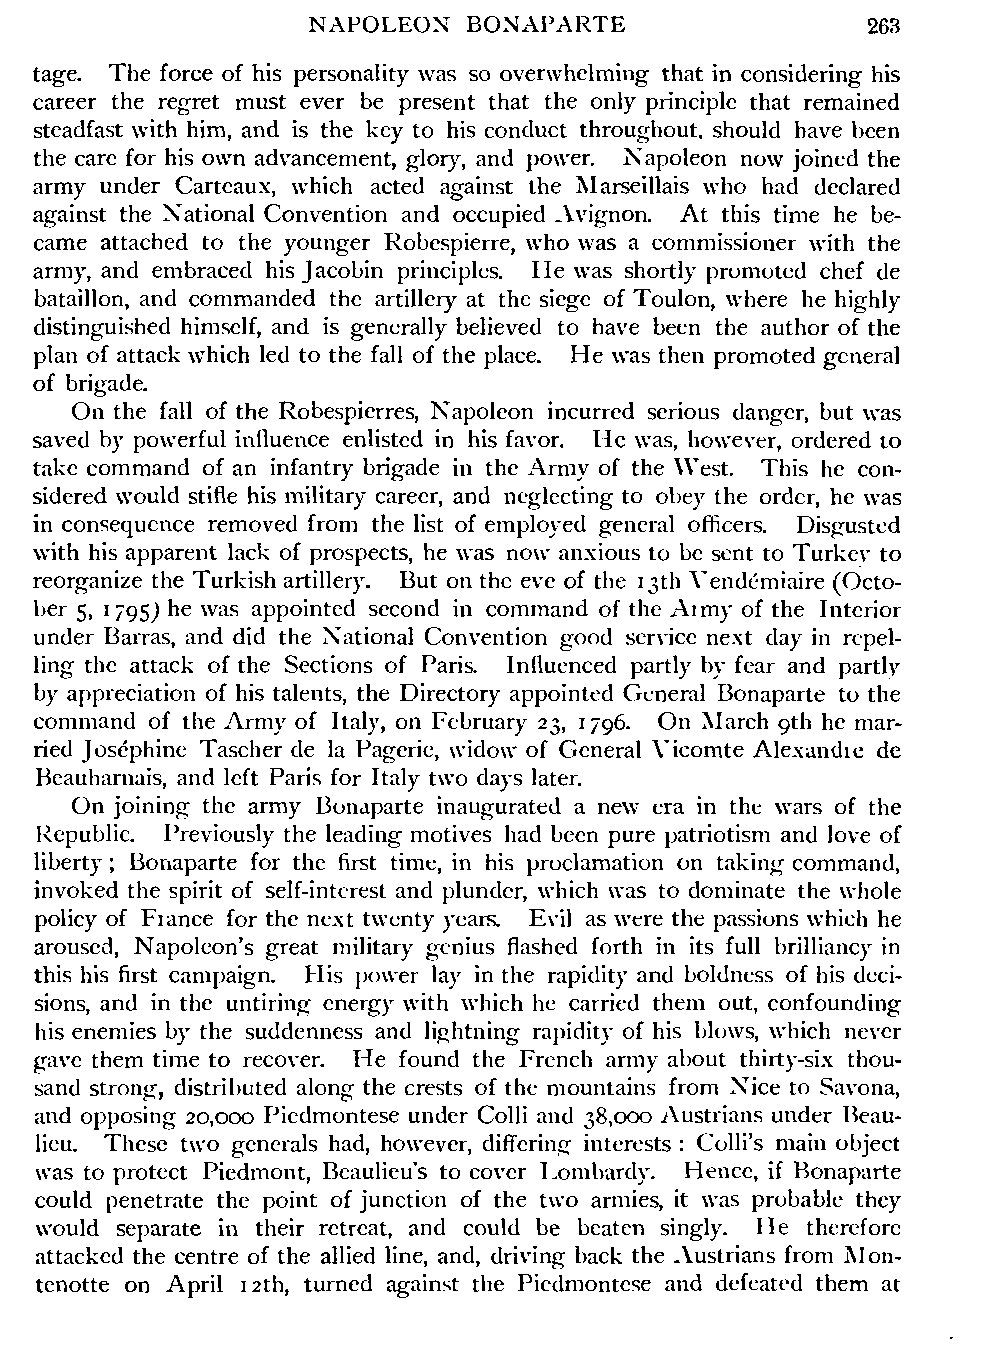 NAPOLEON BONAPARTE 263
tage. The force of his personality was so overwhelming that in considering his
career the regret must ever be present that the only principle that remained
steadfast with him, and is the key to his conduct throughout, should have been
the care for his own advancement, glory, and power. Napoleon now joined the
army under Carteaux, which acted against the Marseillais who had declared
against the National Convention and occupied Avignon. At this time he be-
came attached to the younger Robespierre, who was a commissioner with the
army, and embraced his Jacobin principles. He was shortly promoted chef de
bataillon, and commanded the artillery at the siege of Toulon, where he highly
distinguished himself, and is generally believed to have been the author of the
plan of attack which led to the fall of the place. He was then promoted general
of brigade.
On the fall of the Robespierres, Napoleon incurred serious danger, but was
saved by powerful influence enlisted in his favor. He was, however, ordered to
take command of an infantry brigade in the Army of the West. This he con-
sidered would stifle his military career, and neglecting to obey the order, he was
in consequence removed from the list of employed general officers. Disgusted
with his apparent lack of prospects, he was now anxious to be sent to Turkey to
reorganize the Turkish artillery. But on the eve of the 13th Vendémiaire (Octo-
ber 5, 1795) he was appointed second in command of the Army of the Interior
under Barras, and did the National Convention good service next day in repel-
ling the attack of the Sections of Paris. Influenced partly by fear and partly
by appreciation of his talents, the Directory appointed General Bonaparte to the
command of the Army of Italy, on February 23, 1796. On March 9th he mar-
ried Joséphine Tascher de la Pagerie, widow of General Vicomte Alexandre de
Beauharnais, and left Paris for Italy two days later.
On joining the army Bonaparte inaugurated a new era in the wars of the
Republic. Previously the leading motives had been pure patriotism and love of
liberty; Bonaparte for the first time, in his proclamation on taking command,
invoked the spirit of self-interest and plunder, which was to dominate the whole
policy of France for the next twenty years. Evil as were the passions which he
aroused, Napoleon's great military genius flashed forth in its full brilliancy in
this his first campaign. His power lay in the rapidity and boldness of his deci-
sions, and in the untiring energy with which he carried them out, confounding
his enemies by the suddenness and lightning rapidity of his blows, which never
gave them time to recover. He found the French army about thirty-six thou-
sand strong, distributed along the crests of the mountains from Nice to Savona,
and opposing 20,000 Piedmontese under Colli and 38,000 Austrians under Beau-
lieu. These two generals had, however, differing interests: Colli's main object
was to protect Piedmont, Beaulieu's to cover Lombardy. Hence, if Bonaparte
could penetrate the point of junction of the two armies, it was probable they
would separate in their retreat, and could be beaten singly. He therefore
attacked the centre of the allied line, and, driving back the Austrians from Mon-
tenotte on April 12th, turned against the Piedmontese and defeated them at